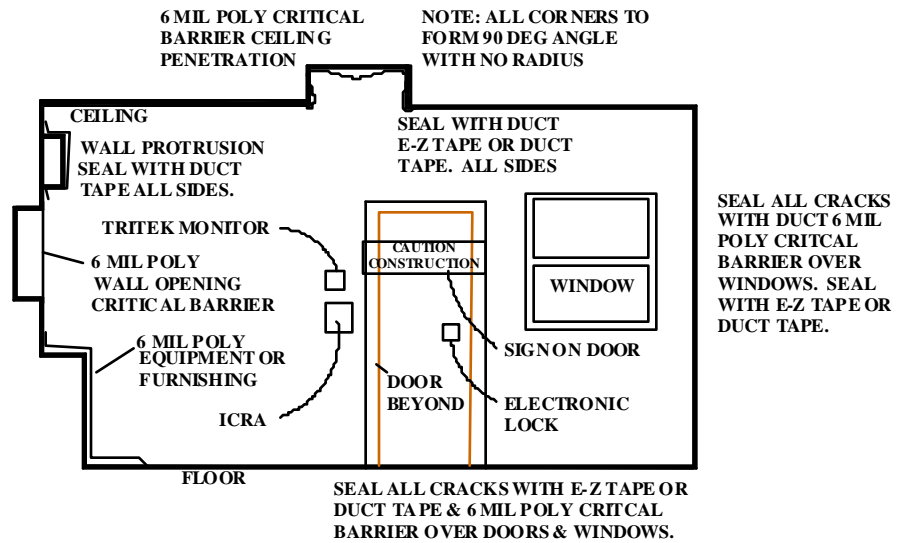 6 MIL POLY CRITICAL
BARRIER CEILING
PENETRATION
NOTE: ALL CORNERS TO
FORM 90 DEG ANGLE
WITH NO RADIUS
CEILING
WALL PROTRUSION
SEAL WITH DUCT
TAPE ALL SIDES.
SEAL WITH DUCT
E-Z TAPE OR DUCT
TAPE. ALL SIDES
TRITEK MONITOR
6 MIL POLY
WALL OPENING
CRITICAL BARRIER
CAUTION
CONSTRUCTION
WINDOW
SEAL ALL CRACKS
WITH DUCT 6 MIL
POLY CRITCAL
BARRIER OVER
WINDOWS. SEAL
WITH E-Z TAPE OR
DUCT TAPE.
6 MIL POLY
EQUIPMENT OR
FURNISHING
SIGN ON DOOR
ICRA
DOOR
BEYOND
ELECTRONIC
LOCK
FLOOR
SEAL ALL CRACKS WITH E-Z TAPE OR
DUCT TAPE & 6 MIL POLY CRITCAL
BARRIER OVER DOORS & WINDOWS.